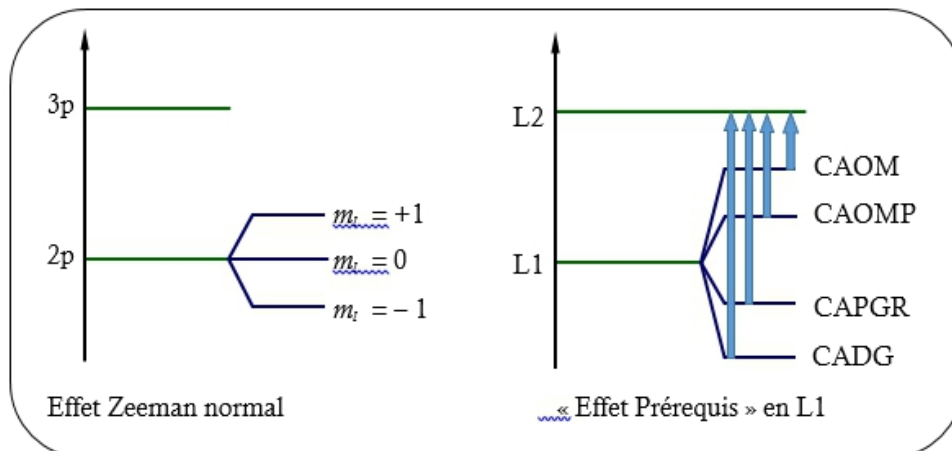 3p
2p
mₗ = +1
mₗ = 0
mₗ = – 1
Effet Zeeman normal
L2
L1
CAOM
CAOMP
CAPGR
CADG
« Effet Prérequis » en L1